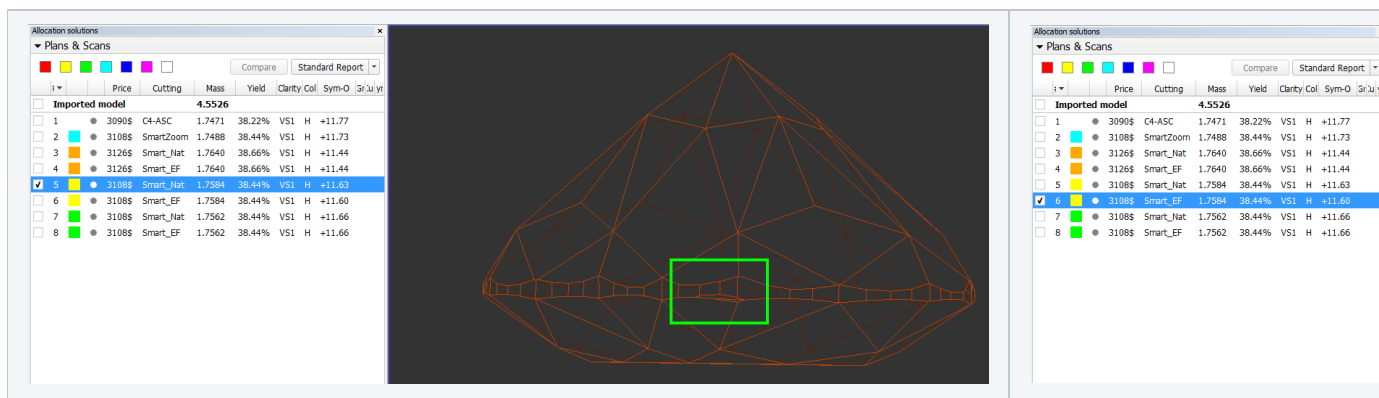 Allocation solutions x
Plans & Scans
Compare Standard Report
Price Cutting Mass Yield Clarity Col Sym-O
Imported model 4.5526
1 3090$ C4-ASC 1.7471 38.22% VS1 H +11.77
2 3108$ SmartZoom 1.7488 38.44% VS1 H +11.73
3 3126$ Smart_Nat 1.7640 38.66% VS1 H +11.44
4 3126$ Smart_EF 1.7640 38.66% VS1 H +11.44
5 3108$ Smart_Nat 1.7584 38.44% VS1 H +11.63
6 3108$ Smart_EF 1.7584 38.44% VS1 H +11.60
7 3108$ Smart_Nat 1.7562 38.44% VS1 H +11.66
8 3108$ Smart_EF 1.7562 38.44% VS1 H +11.66
Allocation solutions
Plans & Scans
Compare Standard Report
Price Cutting Mass Yield Clarity Col Sym-O
Imported model 4.5526
1 3090$ C4-ASC 1.7471 38.22% VS1 H +11.77
2 3108$ SmartZoom 1.7488 38.44% VS1 H +11.73
3 3126$ Smart_Nat 1.7640 38.66% VS1 H +11.44
4 3126$ Smart_EF 1.7640 38.66% VS1 H +11.44
5 3108$ Smart_Nat 1.7584 38.44% VS1 H +11.63
6 3108$ Smart_EF 1.7584 38.44% VS1 H +11.60
7 3108$ Smart_Nat 1.7562 38.44% VS1 H +11.66
8 3108$ Smart_EF 1.7562 38.44% VS1 H +11.66